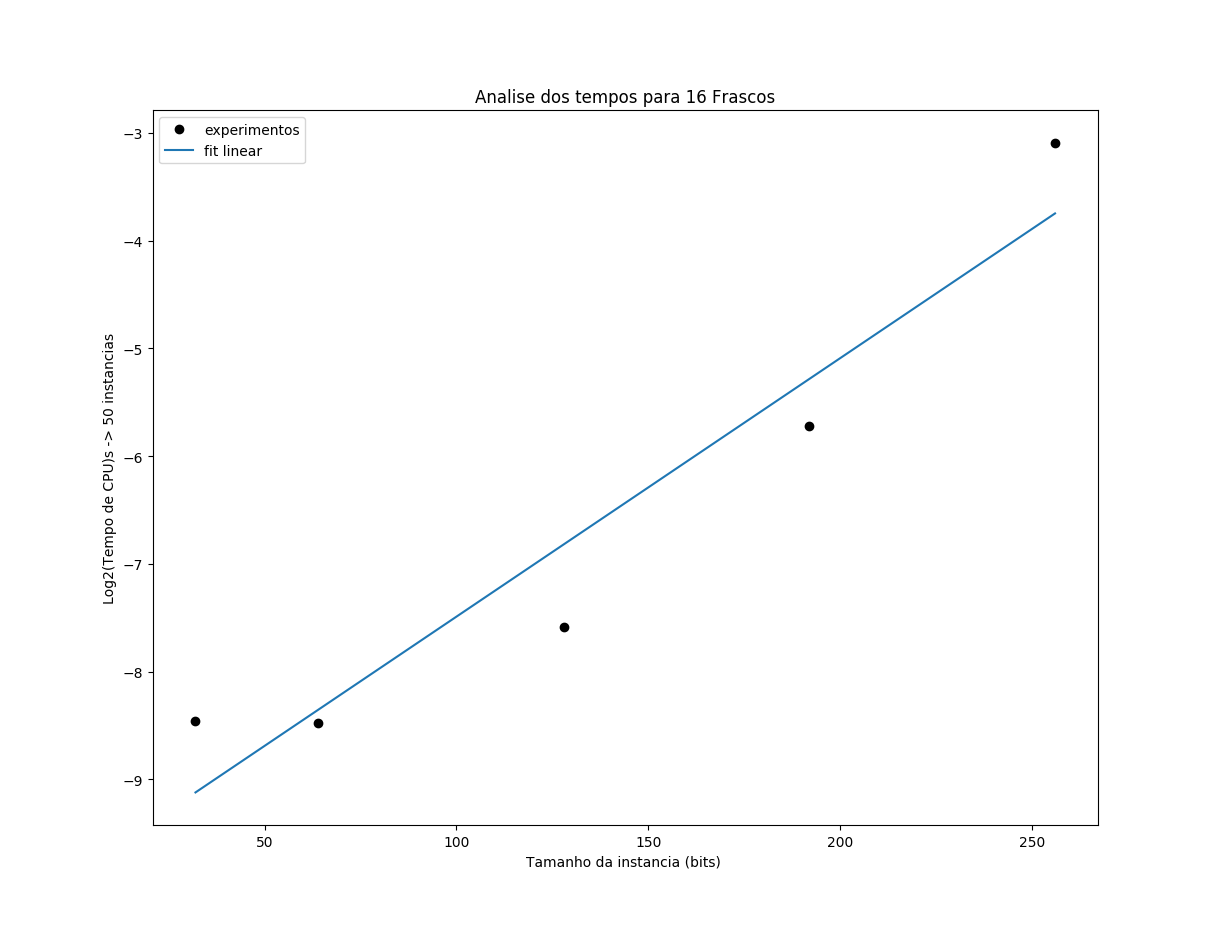 Analise dos tempos para 16 Frascos
experimentos
fit linear
−3
−4
−5
−6
−7
−8
−9
Log2(Tempo de CPU)s -> 50 instancias
50
100
150
200
250
Tamanho da instancia (bits)